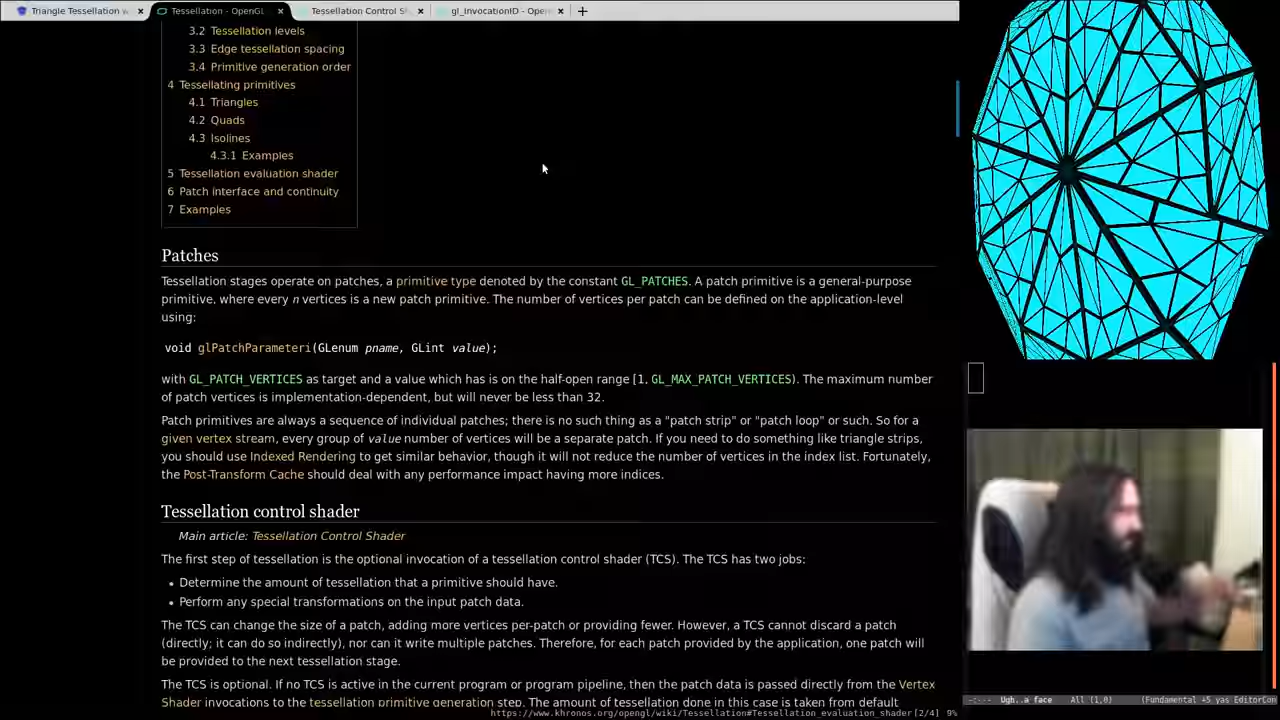 Triangle Tessellation w
Tessellation - OpenGL
Tessellation Control S
gl_InvocationID - Open
3.2 Tessellation levels
3.3 Edge tessellation spacing
3.4 Primitive generation order
4 Tessellating primitives
4.1 Triangles
4.2 Quads
4.3 Isolines
4.3.1 Examples
5 Tessellation evaluation shader
6 Patch interface and continuity
7 Examples
Patches
Tessellation stages operate on patches, a primitive type denoted by the constant GL_PATCHES. A patch primitive is a general-purpose
primitive, where every n vertices is a new patch primitive. The number of vertices per patch can be defined on the application-level
using:
void glPatchParameteri(GLenum pname, GLint value);
with GL_PATCH_VERTICES as target and a value which has is on the half-open range [1, GL_MAX_PATCH_VERTICES). The maximum number
of patch vertices is implementation-dependent, but will never be less than 32.
Patch primitives are always a sequence of individual patches; there is no such thing as a "patch strip" or "patch loop" or such. So for a
given vertex stream, every group of value number of vertices will be a separate patch. If you need to do something like triangle strips,
you should use Indexed Rendering to get similar behavior, though it will not reduce the number of vertices in the index list. Fortunately,
the Post-Transform Cache should deal with any performance impact having more indices.
Tessellation control shader
Main article: Tessellation Control Shader
The first step of tessellation is the optional invocation of a tessellation control shader (TCS). The TCS has two jobs:
• Determine the amount of tessellation that a primitive should have.
• Perform any special transformations on the input patch data.
The TCS can change the size of a patch, adding more vertices per-patch or providing fewer. However, a TCS cannot discard a patch
(directly; it can do so indirectly), nor can it write multiple patches. Therefore, for each patch provided by the application, one patch will
be provided to the next tessellation stage.
The TCS is optional. If no TCS is active in the current program or program pipeline, then the patch data is passed directly from the Vertex
Shader invocations to the tessellation primitive generation step. The amount of tessellation done in this case is taken from default
https://www.khronos.org/opengl/wiki/Tessellation#Tessellation_evaluation_shader [2/4] 9%
-:--- Ugh..a face All (1,0) (Fundamental +5 yas EditorCon